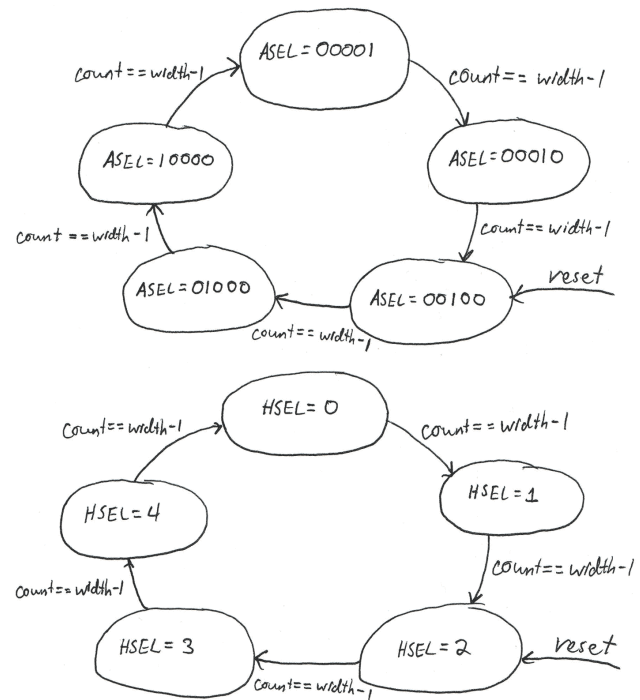 ASEL=00001
count==width-1
count== width-1
ASEL=10000
ASEL=00010
count ==width-1
count== width-1
ASEL=01000
ASEL= 00100
reset
count==width-1
HSEL= 0
count==width-1
count==width-1
HSEL=4
HSEL=1
count==width-1
count==width-1
HSEL= 3
HSEL=2
reset
count==width-1